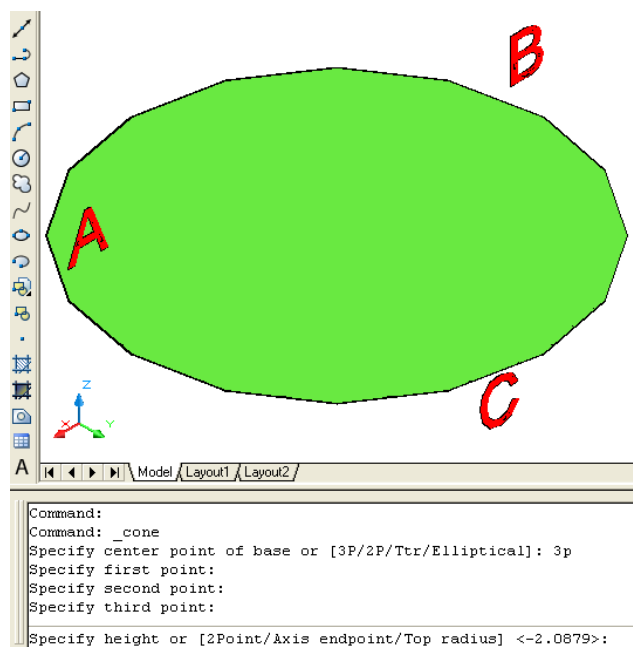 B
A
C
Z
X Y
A
Model Layout1 Layout2
Command:
Command: _cone
Specify center point of base or [3P/2P/Ttr/Elliptical]: 3p
Specify first point:
Specify second point:
Specify third point:
Specify height or [2Point/Axis endpoint/Top radius] <-2.0879>: